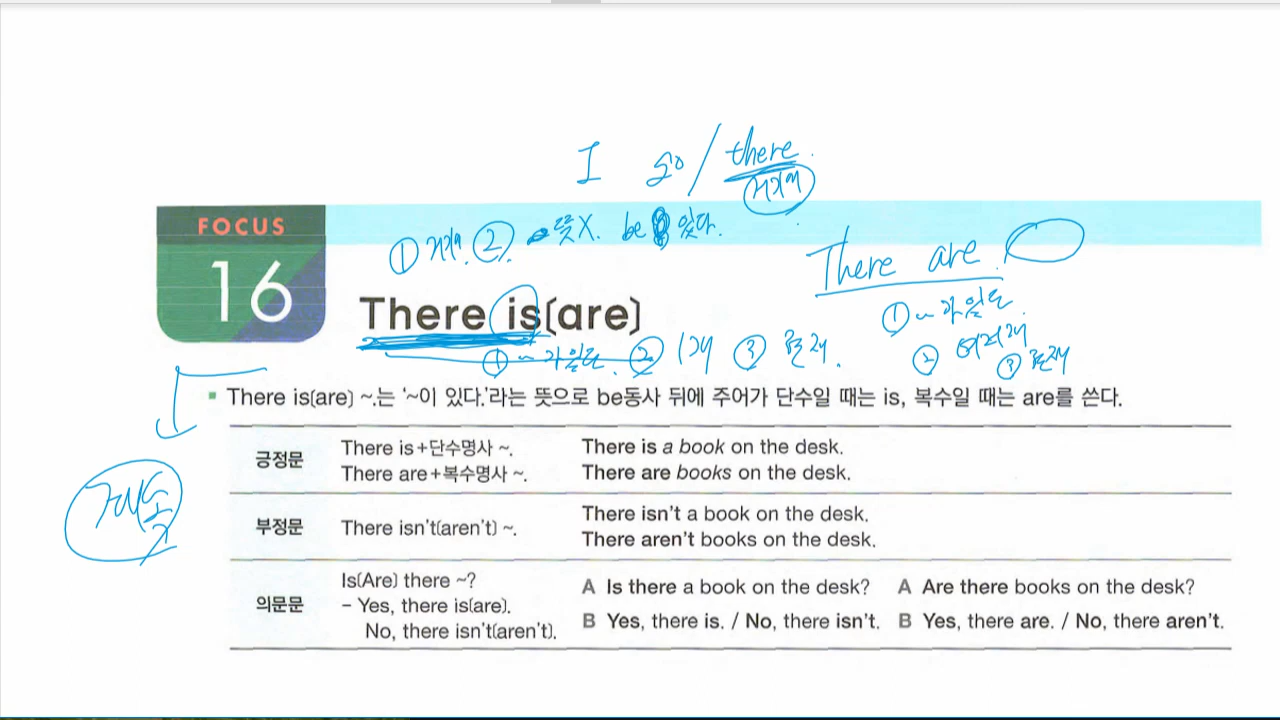 I go / there.
거기에
FOCUS
16
① 거기에. ② 뜻X. be 있다.
There are
There is(are)
① ~가 있다. ② 1개 ③ 현재.
① ~가 있다
② 여러개
③ 현재
There is(are) ~.는 '~이 있다.'라는 뜻으로 be동사 뒤에 주어가 단수일 때는 is, 복수일 때는 are를 쓴다.
긍정문 There is+단수명사 ~. There is a book on the desk.
There are+복수명사 ~. There are books on the desk.
부정문 There isn't(aren't) ~. There isn't a book on the desk.
There aren't books on the desk.
의문문 Is(Are) there ~? A Is there a book on the desk? A Are there books on the desk?
– Yes, there is(are). B Yes, there is. / No, there isn't. B Yes, there are. / No, there aren't.
No, there isn't(aren't).